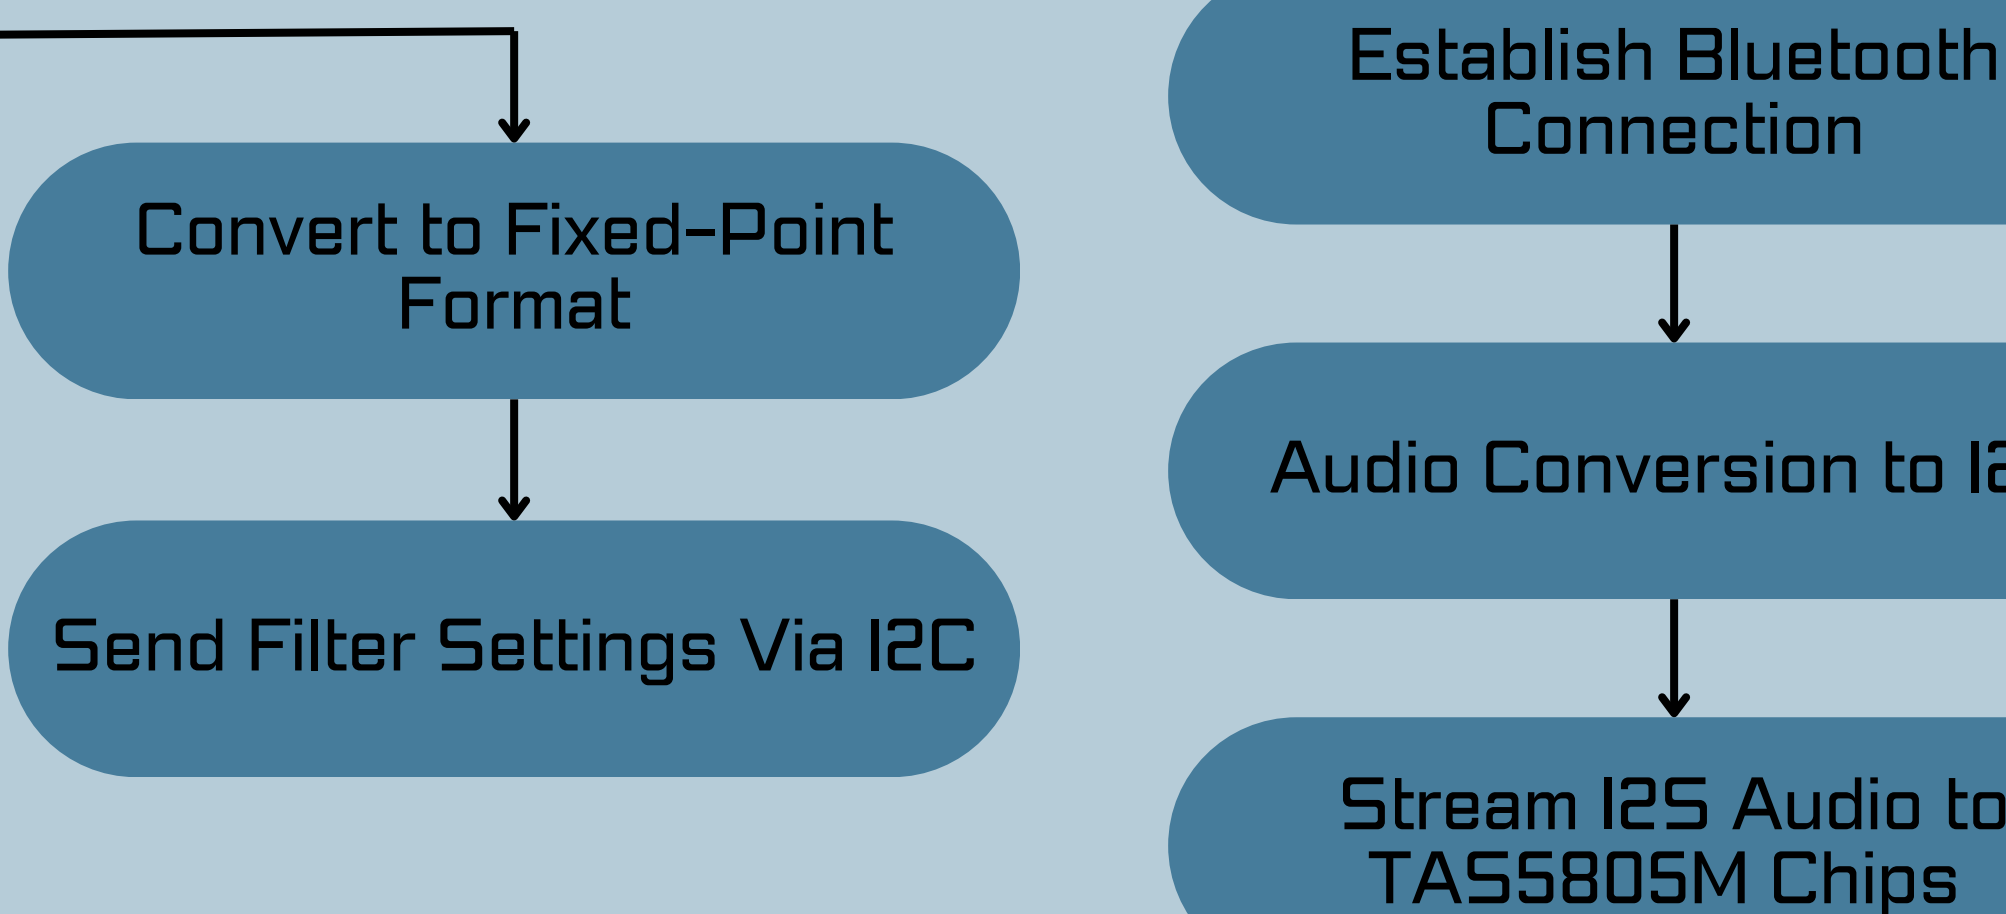 Convert to Fixed-Point
Format
Send Filter Settings Via I2C
Establish Bluetooth
Connection
Audio Conversion to
Stream I2S Audio to
TAS5805M Chips